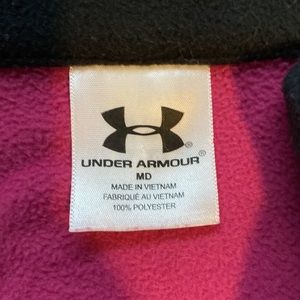 UNDER ARMOUR®
MD
MADE IN VIETNAM
FABRIQUÉ AU VIETNAM
100% POLYESTER